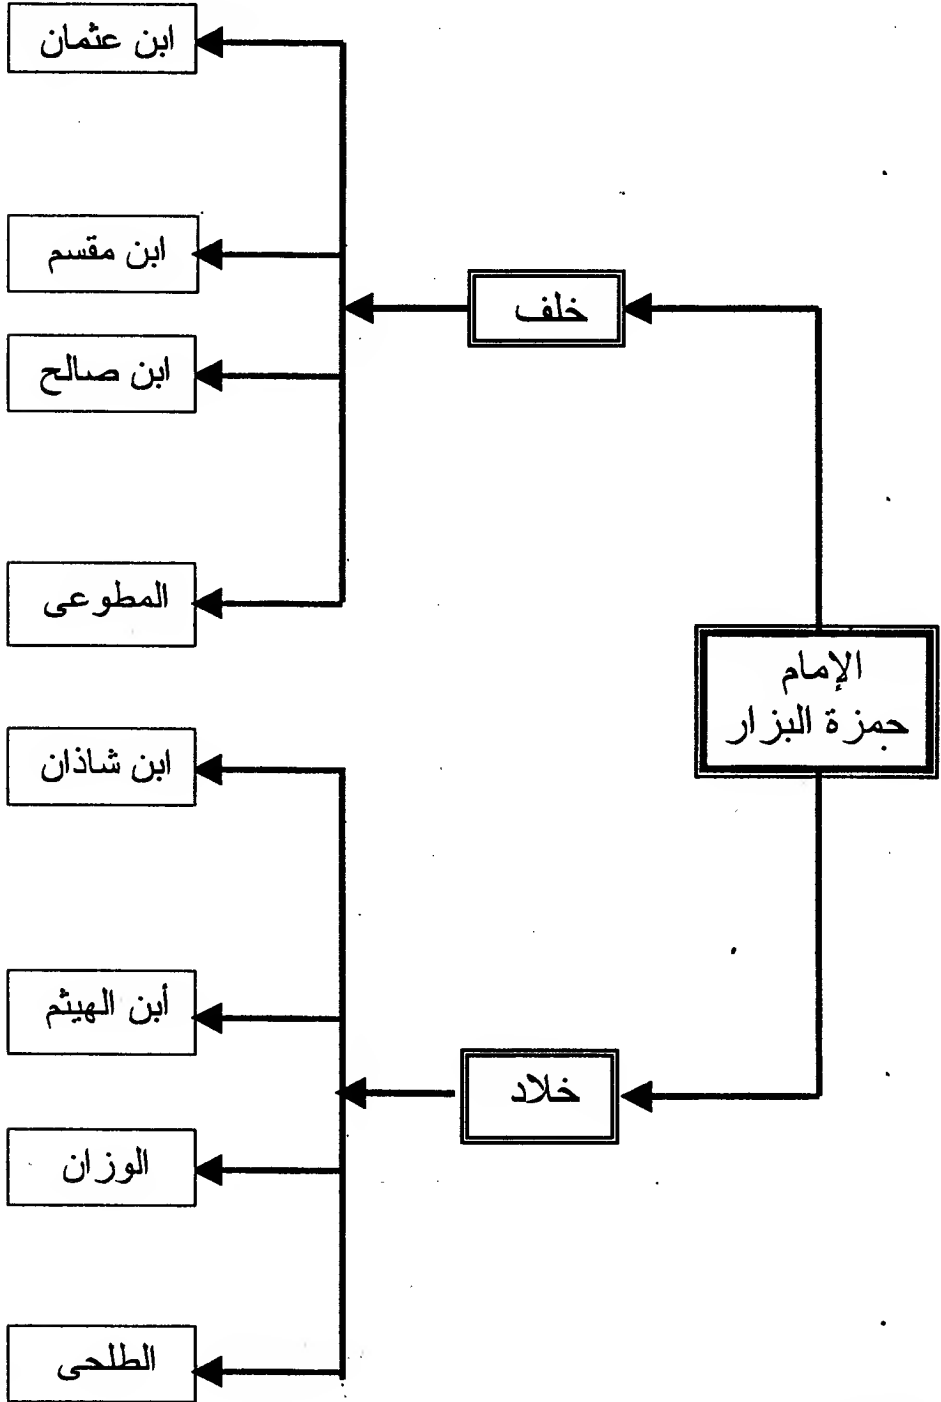 الإمام
حمزة البزار
خلف
ابن عثمان
ابن مقسم
ابن صالح
المطوعى
خلاد
ابن شاذان
أبن الهيثم
الوزان
الطلحى